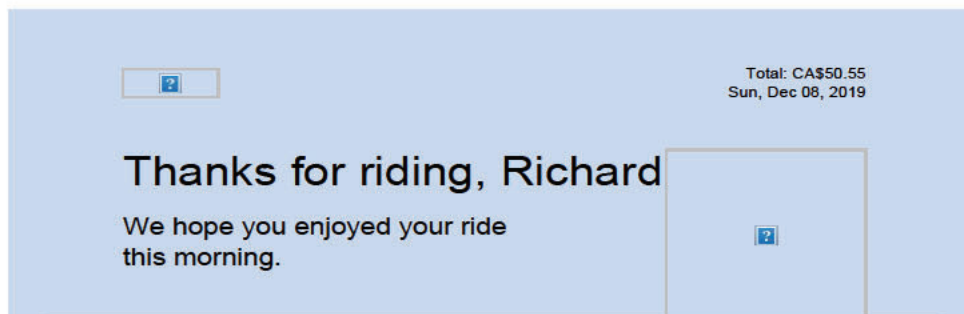 Total: CA$50.55
Sun, Dec 08, 2019
Thanks for riding, Richard
We hope you enjoyed your ride
this morning.